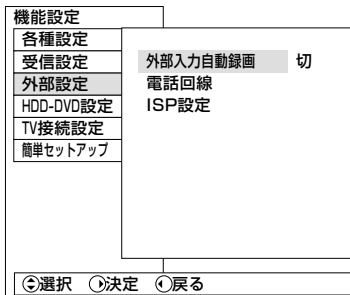 機能設定
各種設定
受信設定
外部設定
HDD-DVD設定
TV接続設定
簡単セットアップ
外部入力自動録画 切
電話回線
ISP設定
選択 決定 戻る